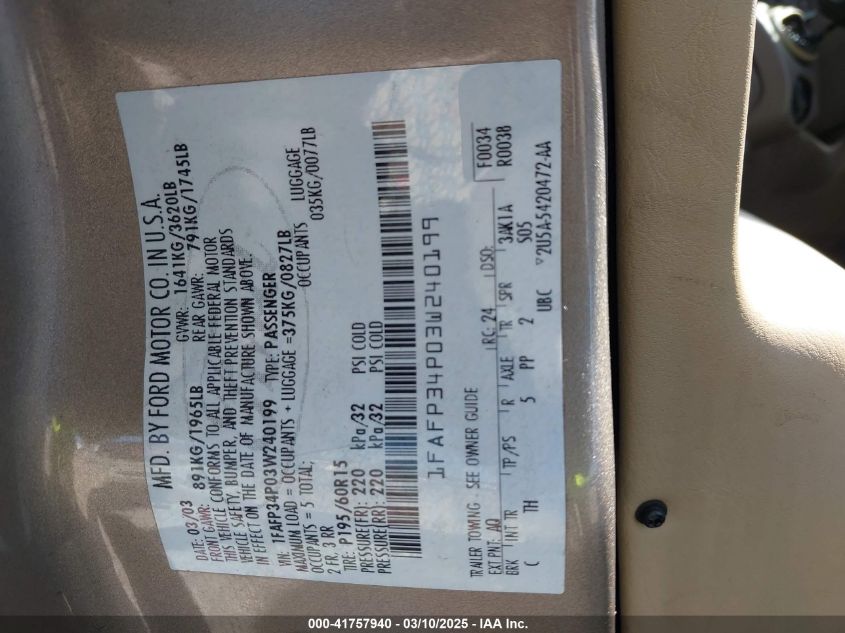 MFD. BY FORD MOTOR CO. IN U.S.A.
DATE: 03/03 GVWR: 1641KG/3620LB
FRONT GAWR: 891KG/1965LB REAR GAWR: 791KG/1745LB
THIS VEHICLE CONFORMS TO ALL APPLICABLE FEDERAL MOTOR
VEHICLE SAFETY, BUMPER, AND THEFT PREVENTION STANDARDS
IN EFFECT ON THE DATE OF MANUFACTURE SHOWN ABOVE.
VIN: 1FAFP34P03W240199 TYPE: PASSENGER
MAXIMUM LOAD = OCCUPANTS + LUGGAGE =375KG/0827LB
OCCUPANTS = 5 TOTAL: OCCUPANTS LUGGAGE
2 FR, 3 RR 035KG/0077LB
TIRE: P195/60R15
PRESSURE(FR): 220 kPa/32 PSI COLD
PRESSURE(RR): 220 kPa/32 PSI COLD
1FAFP34P03W240199
TRAILER TOWING - SEE OWNER GUIDE F0034
EXT PNT: AQ RC: 24 DSO: R0038
BRK INT TR TP/PS R AXLE TR SPR 3AK1A
C TH 5 PP 2 S05
UBC ▽2U5A-5420472-AA
000-41757940 - 03/10/2025 - IAA Inc.